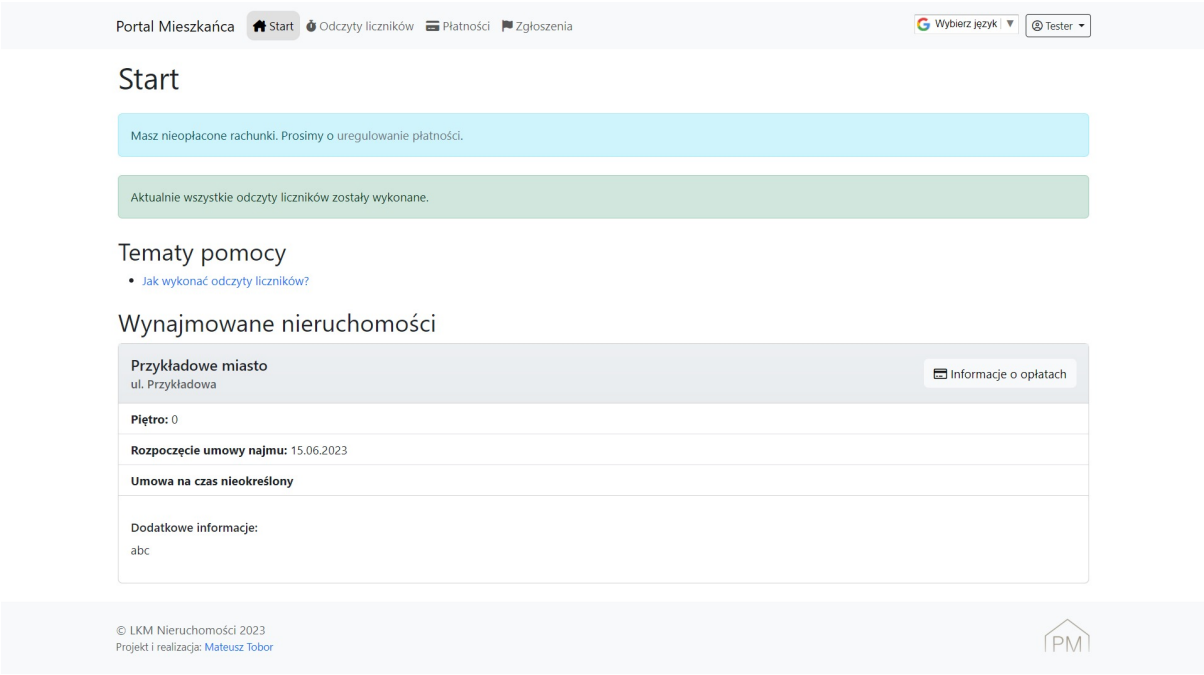 Portal Mieszkańca Start Odczyty liczników Płatności Zgłoszenia Wybierz język ▼ Tester
Start
Masz nieopłacone rachunki. Prosimy o uregulowanie płatności.
Aktualnie wszystkie odczyty liczników zostały wykonane.
Tematy pomocy
• Jak wykonać odczyty liczników?
Wynajmowane nieruchomości
Przykładowe miasto
ul. Przykładowa
Informacje o opłatach
Piętro: 0
Rozpoczęcie umowy najmu: 15.06.2023
Umowa na czas nieokreślony
Dodatkowe informacje:
abc
© LKM Nieruchomości 2023
Projekt i realizacja: Mateusz Tobor
PM